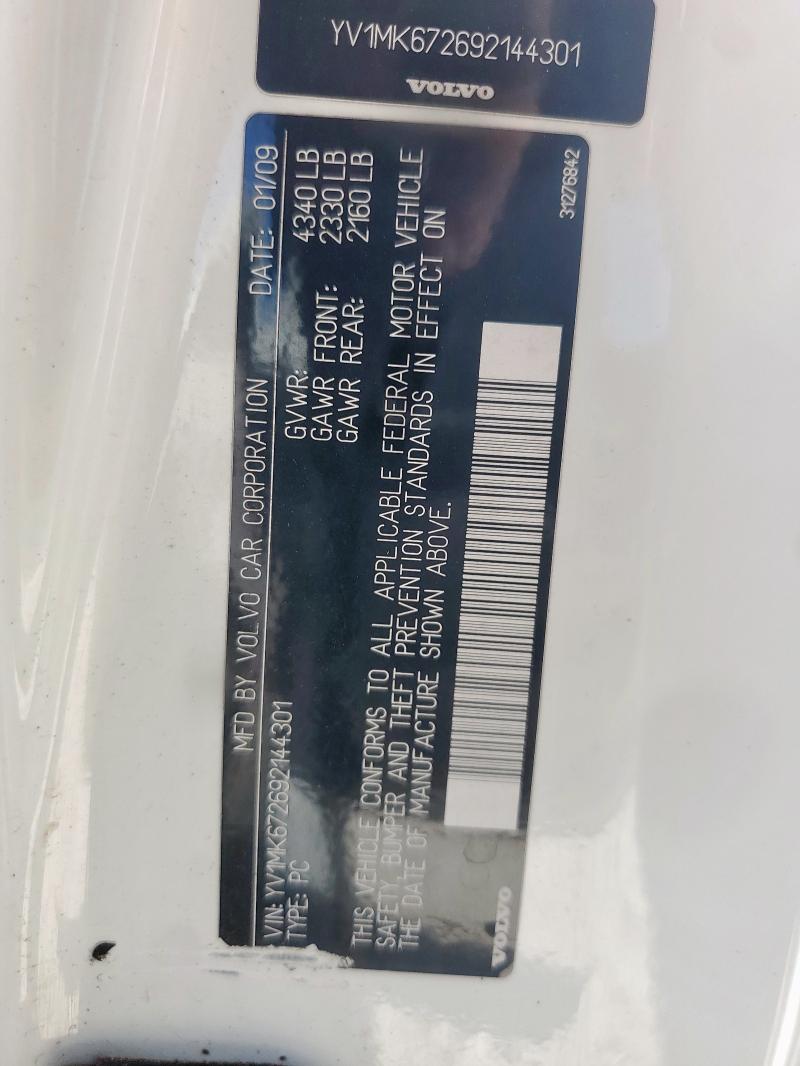 YV1MK672692144301
VOLVO
MFD BY VOLVO CAR CORPORATION DATE: 01/09
VIN: YV1MK672692144301 GVWR: 4340 LB
TYPE: PC GAWR FRONT: 2330 LB
GAWR REAR: 2160 LB
THIS VEHICLE CONFORMS TO ALL APPLICABLE FEDERAL MOTOR VEHICLE
SAFETY, BUMPER AND THEFT PREVENTION STANDARDS IN EFFECT ON
THE DATE OF MANUFACTURE SHOWN ABOVE.
VOLVO
31276842